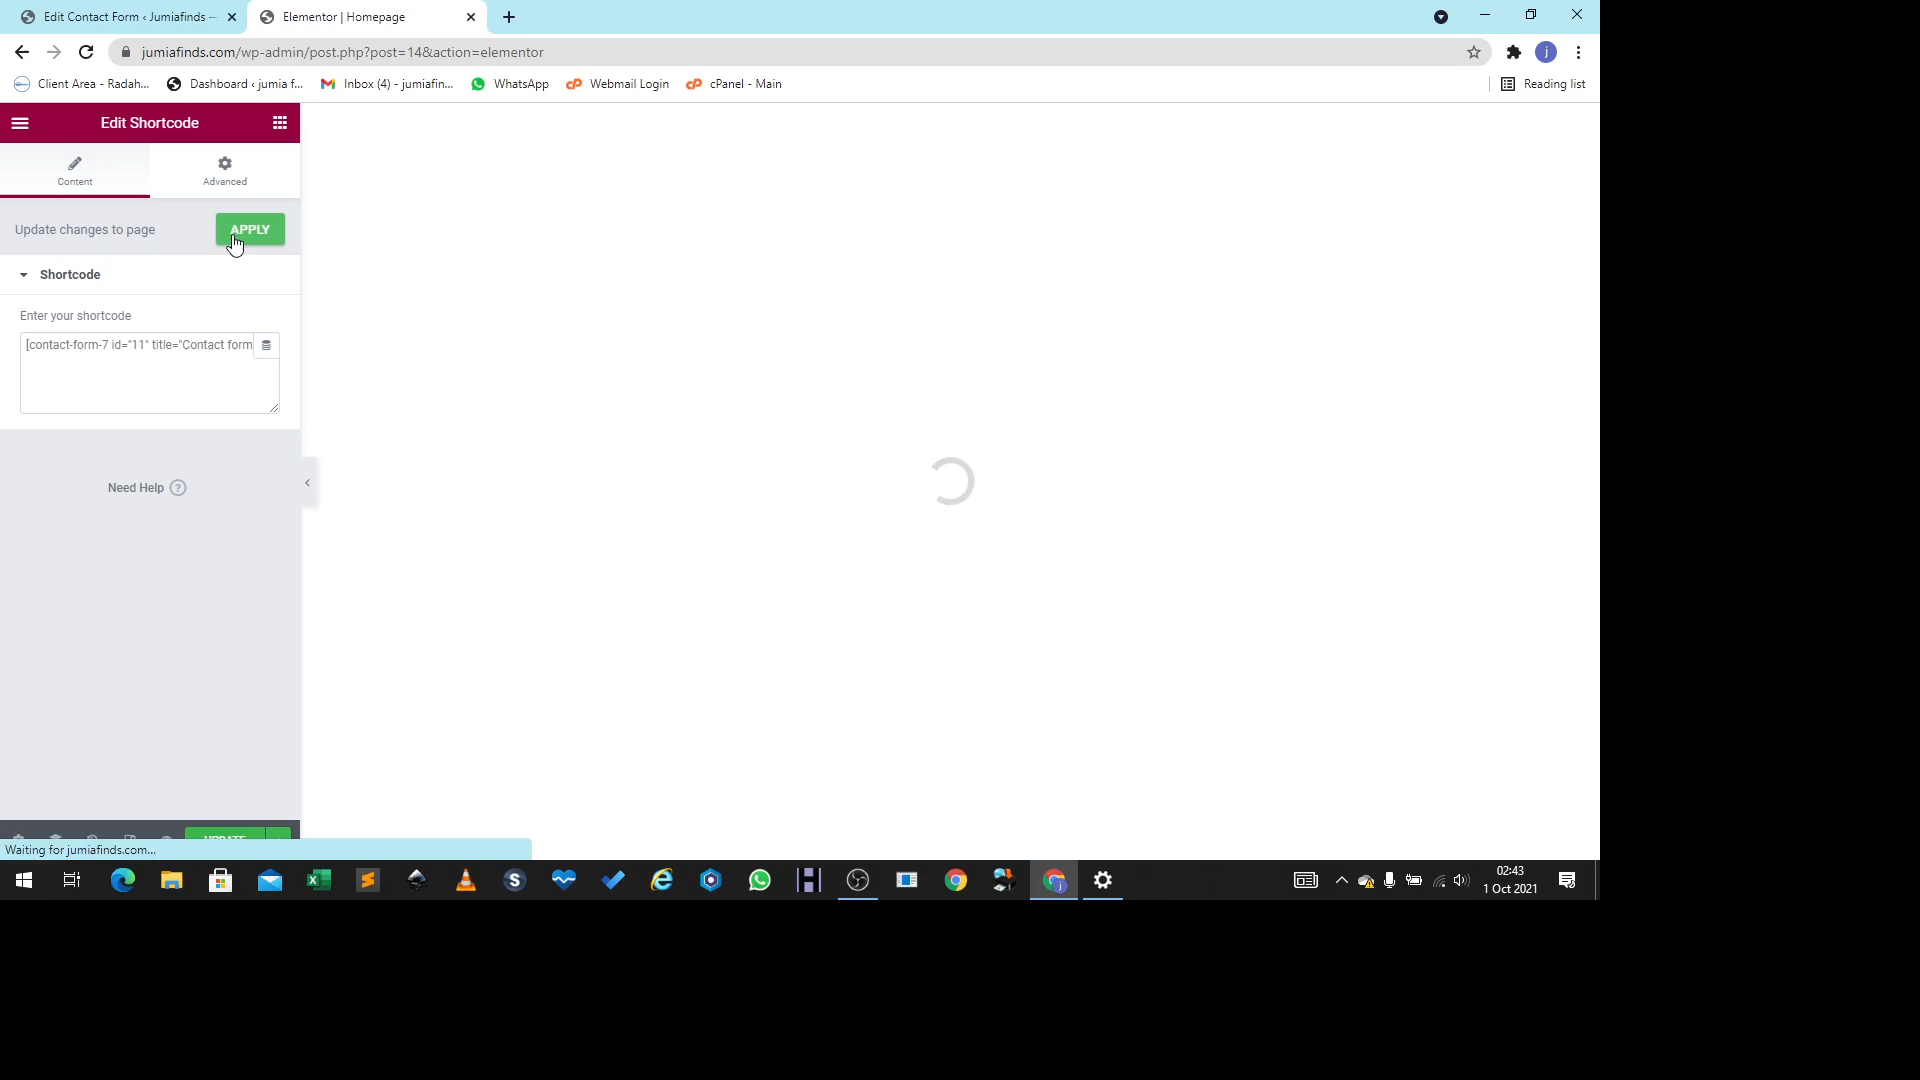 Edit Contact Form ‹ Jumiafinds —
Elementor | Homepage
jumiafinds.com/wp-admin/post.php?post=14&action=elementor
Client Area - Radah...
Dashboard ‹ jumia f...
Inbox (4) - jumiafin...
WhatsApp
Webmail Login
cPanel - Main
Reading list
Edit Shortcode
Content
Advanced
Update changes to page
APPLY
Shortcode
Enter your shortcode
[contact-form-7 id="11" title="Contact form
Need Help
UPDATE
Waiting for jumiafinds.com...
02:43
1 Oct 2021